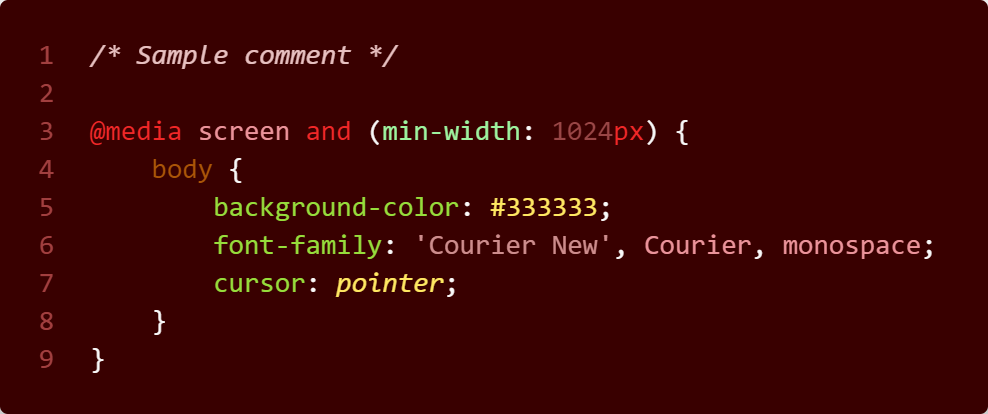 1 /* Sample comment */
2
3 @media screen and (min-width: 1024px) {
4     body {
5         background-color: #333333;
6         font-family: 'Courier New', Courier, monospace;
7         cursor: pointer;
8     }
9 }